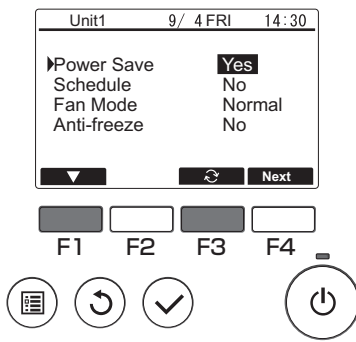 Unit1 9/ 4 FRI 14:30
Power Save Yes
Schedule No
Fan Mode Normal
Anti-freeze No
Next
F1 F2 F3 F4